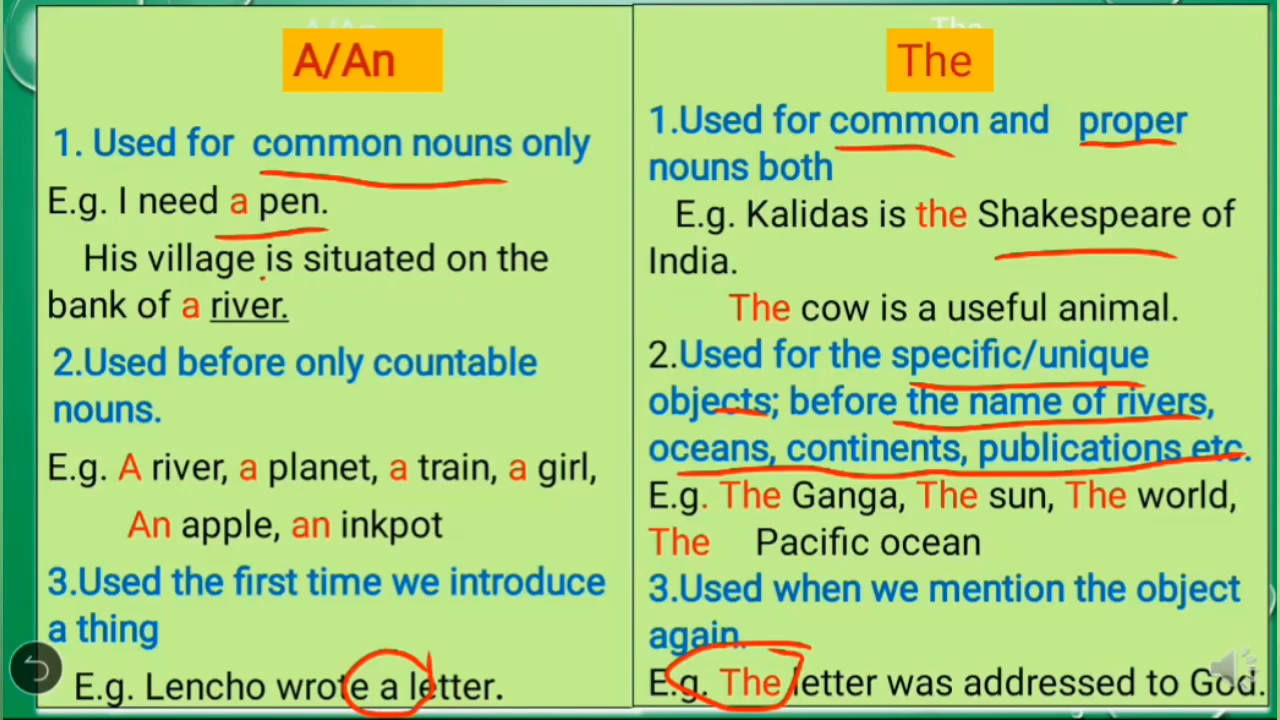 A/An
1. Used for common nouns only
E.g. I need a pen.
His village is situated on the
bank of a river.
2.Used before only countable
nouns.
E.g. A river, a planet, a train, a girl,
An apple, an inkpot
3.Used the first time we introduce
a thing
E.g. Lencho wrote a letter.
The
The
1.Used for common and proper
nouns both
E.g. Kalidas is the Shakespeare of
India.
The cow is a useful animal.
2.Used for the specific/unique
objects; before the name of rivers,
oceans, continents, publications etc.
E.g. The Ganga, The sun, The world,
The Pacific ocean
3.Used when we mention the object
again.
E.g. The letter was addressed to God.